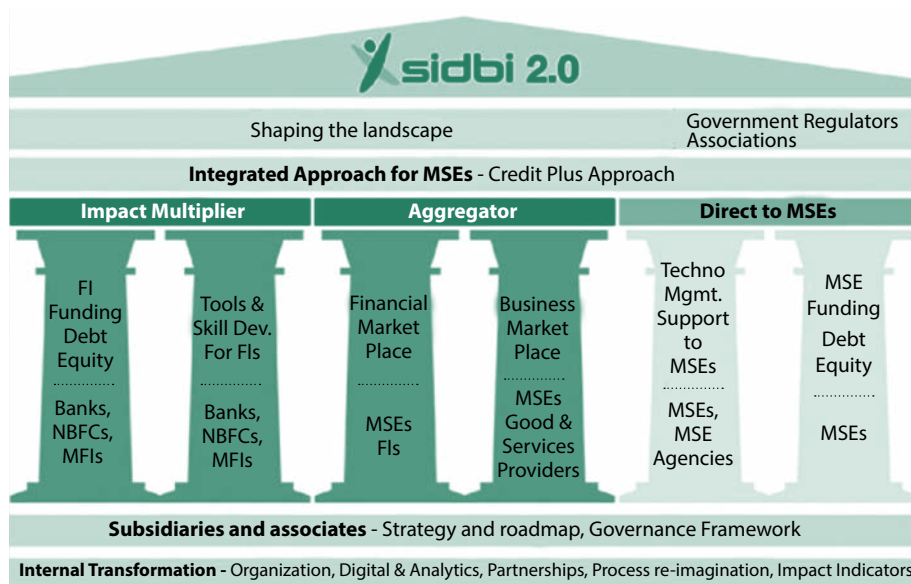 sidbi 2.0
Shaping the landscape
Government Regulators
Associations
Integrated Approach for MSEs - Credit Plus Approach
Impact Multiplier
Aggregator
Direct to MSEs
FI
Funding
Debt
Equity
Banks,
NBFCs,
MFIs
Tools &
Skill Dev.
For FIs
Banks,
NBFCs,
MFIs
Financial
Market
Place
MSEs
FIs
Business
Market
Place
MSEs
Good &
Services
Providers
Techno
Mgmt.
Support
to
MSEs
MSEs,
MSE
Agencies
MSE
Funding
Debt
Equity
MSEs
Subsidiaries and associates - Strategy and roadmap, Governance Framework
Internal Transformation - Organization, Digital & Analytics, Partnerships, Process re-imagination, Impact Indicators